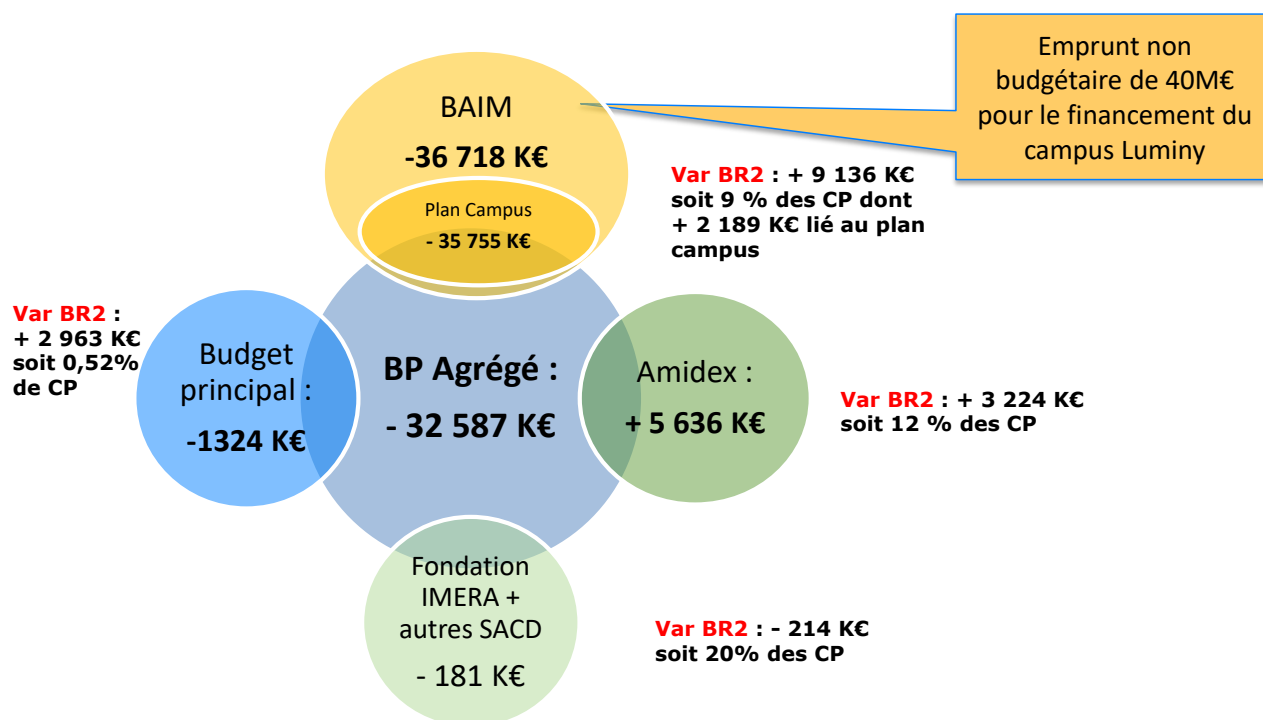 BAIM
-36 718 K€
Plan Campus
- 35 755 K€
Emprunt non
budgétaire de 40M€
pour le financement du
campus Luminy
Var BR2 : + 9 136 K€
soit 9 % des CP dont
+ 2 189 K€ lié au plan
campus
Var BR2 :
+ 2 963 K€
soit 0,52%
de CP
Budget
principal :
-1324 K€
BP Agrégé :
- 32 587 K€
Amidex :
+ 5 636 K€
Var BR2 : + 3 224 K€
soit 12 % des CP
Fondation
IMERA +
autres SACD
- 181 K€
Var BR2 : - 214 K€
soit 20% des CP